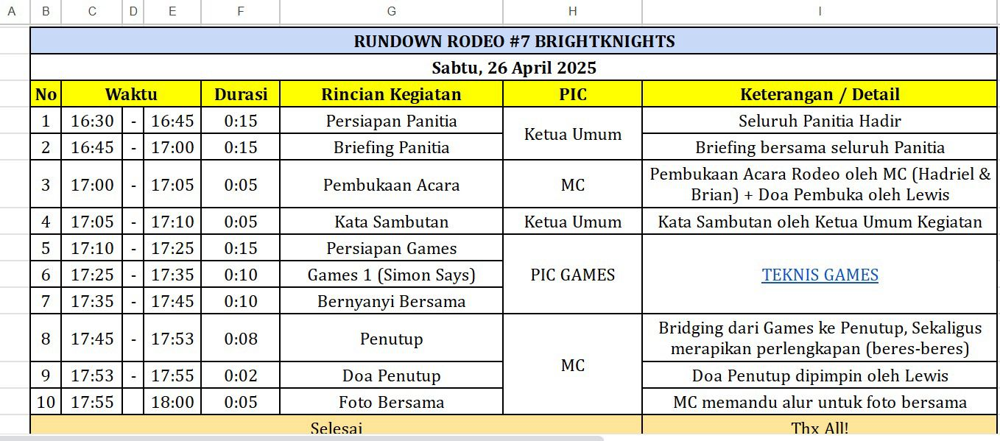 A B C D E F G H I
RUNDOWN RODEO #7 BRIGHTKNIGHTS
Sabtu, 26 April 2025
No Waktu Durasi Rincian Kegiatan PIC Keterangan / Detail
1 16:30 - 16:45 0:15 Persiapan Panitia Ketua Umum Seluruh Panitia Hadir
2 16:45 - 17:00 0:15 Briefing Panitia Briefing bersama seluruh Panitia
3 17:00 - 17:05 0:05 Pembukaan Acara MC Pembukaan Acara Rodeo oleh MC (Hadriel &
Brian) + Doa Pembuka oleh Lewis
4 17:05 - 17:10 0:05 Kata Sambutan Ketua Umum Kata Sambutan oleh Ketua Umum Kegiatan
5 17:10 - 17:25 0:15 Persiapan Games
6 17:25 - 17:35 0:10 Games 1 (Simon Says) PIC GAMES TEKNIS GAMES
7 17:35 - 17:45 0:10 Bernyanyi Bersama
8 17:45 - 17:53 0:08 Penutup Bridging dari Games ke Penutup, Sekaligus
merapikan perlengkapan (beres-beres)
MC
9 17:53 - 17:55 0:02 Doa Penutup Doa Penutup dipimpin oleh Lewis
10 17:55 18:00 0:05 Foto Bersama MC memandu alur untuk foto bersama
Selesai Thx All!